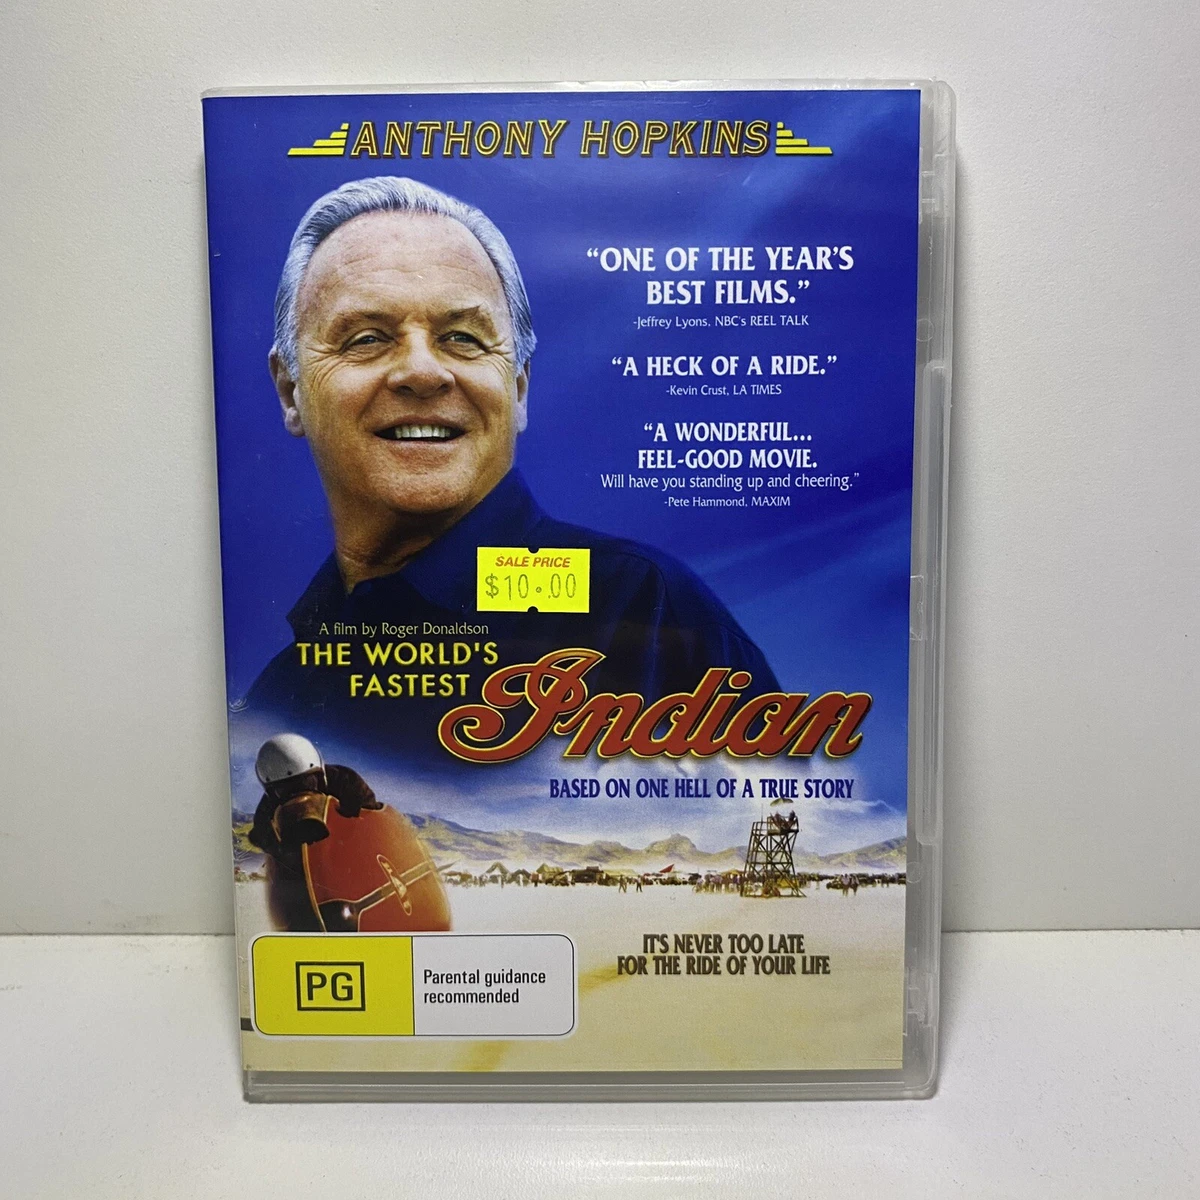 ANTHONY HOPKINS
“ONE OF THE YEAR'S
BEST FILMS.”
-Jeffrey Lyons, NBC's REEL TALK
“A HECK OF A RIDE.”
-Kevin Crust, LA TIMES
“A WONDERFUL...
FEEL-GOOD MOVIE.
Will have you standing up and cheering.”
-Pete Hammond, MAXIM
SALE PRICE
$10.00
A film by Roger Donaldson
THE WORLD'S
FASTEST
Indian
BASED ON ONE HELL OF A TRUE STORY
IT'S NEVER TOO LATE
FOR THE RIDE OF YOUR LIFE
PG
Parental guidance
recommended